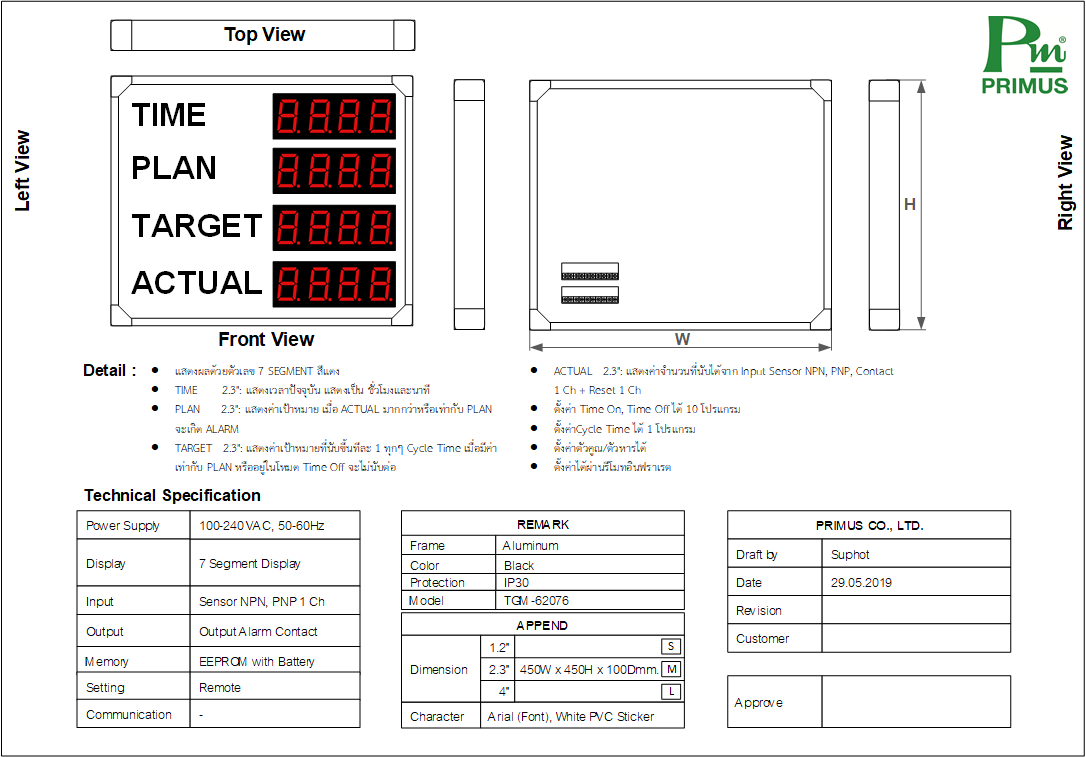 Top View
Pm®
PRIMUS
Left View
TIME 8.8.8.8
PLAN 8.8.8.8
TARGET 8.8.8.8
ACTUAL 8.8.8.8
Front View
H
W
Right View
Detail :
● แสดงผลด้วยตัวเลข 7 SEGMENT สีแดง
● TIME 2.3": แสดงเวลาปัจจุบัน แสดงเป็น ชั่วโมงและนาที
● PLAN 2.3": แสดงค่าเป้าหมาย เมื่อ ACTUAL มากกว่าหรือเท่ากับ PLAN
จะเกิด ALARM
● TARGET 2.3": แสดงค่าเป้าหมายที่นับขึ้นทีละ 1 ทุกๆ Cycle Time เมื่อมีค่า
เท่ากับ PLAN หรืออยู่ในโหมด Time Off จะไม่นับต่อ
● ACTUAL 2.3": แสดงค่าจำนวนที่นับได้จาก Input Sensor NPN, PNP, Contact
1 Ch + Reset 1 Ch
● ตั้งค่า Time On, Time Off ได้ 10 โปรแกรม
● ตั้งค่าCycle Time ได้ 1 โปรแกรม
● ตั้งค่าตัวคูณ/ตัวหารได้
● ตั้งค่าได้ผ่านรีโมทอินฟราเรด
Technical Specification
Power Supply 100-240 VAC, 50-60Hz
Display 7 Segment Display
Input Sensor NPN, PNP 1 Ch
Output Output Alarm Contact
Memory EEPROM with Battery
Setting Remote
Communication -
REMARK
Frame Aluminum
Color Black
Protection IP30
Model TGM-62076
APPEND
Dimension
1.2" S
2.3" 450W x 450H x 100Dmm. M
4" L
Character Arial (Font), White PVC Sticker
PRIMUS CO., LTD.
Draft by Suphot
Date 29.05.2019
Revision
Customer
Approve